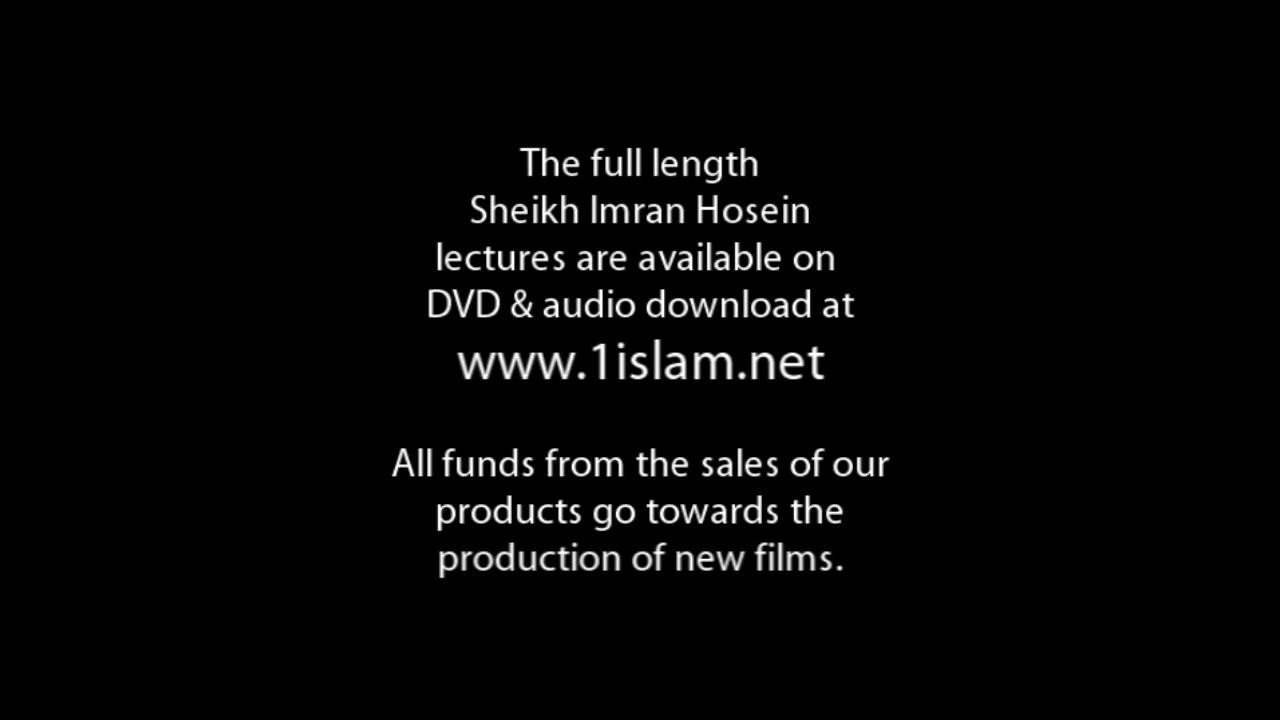 The full length
Sheikh Imran Hosein
lectures are available on
DVD & audio download at
www.1islam.net
All funds from the sales of our
products go towards the
production of new films.